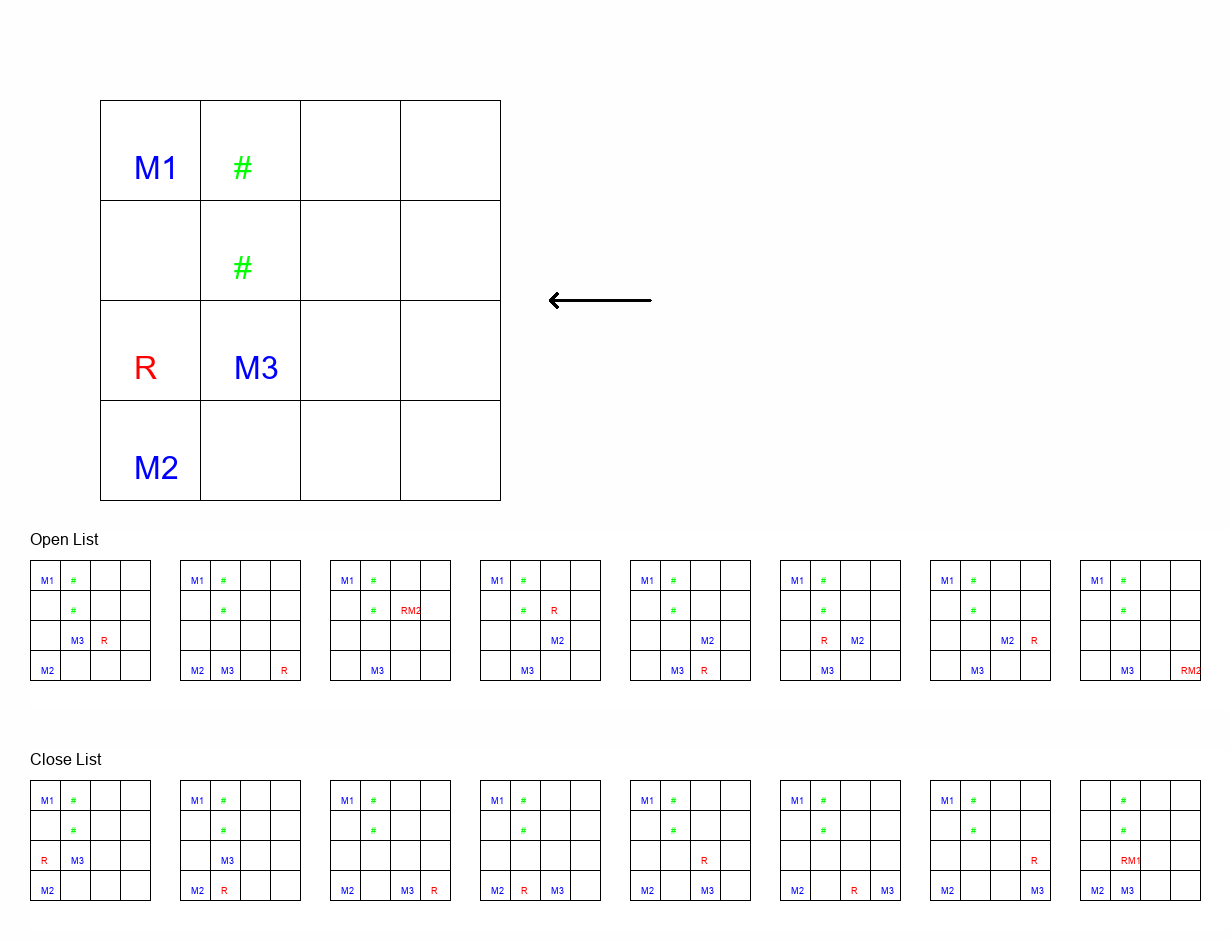 M1 #
#
R M3
M2
Open List
M1 # M1 # M1 # M1 # M1 # M1 # M1 # M1 #
# # # RM2 # R # # # #
M3 R M2 M2 R M2 M2 R
M2 M2 M3 R M3 M3 M3 R M3 M3 M3 RM2
Close List
M1 # M1 # M1 # M1 # M1 # M1 # M1 # #
# # # # # # # #
R M3 M3 R R RM1
M2 M2 R M2 M3 R M2 R M3 M2 M3 M2 R M3 M2 M3 M2 M3